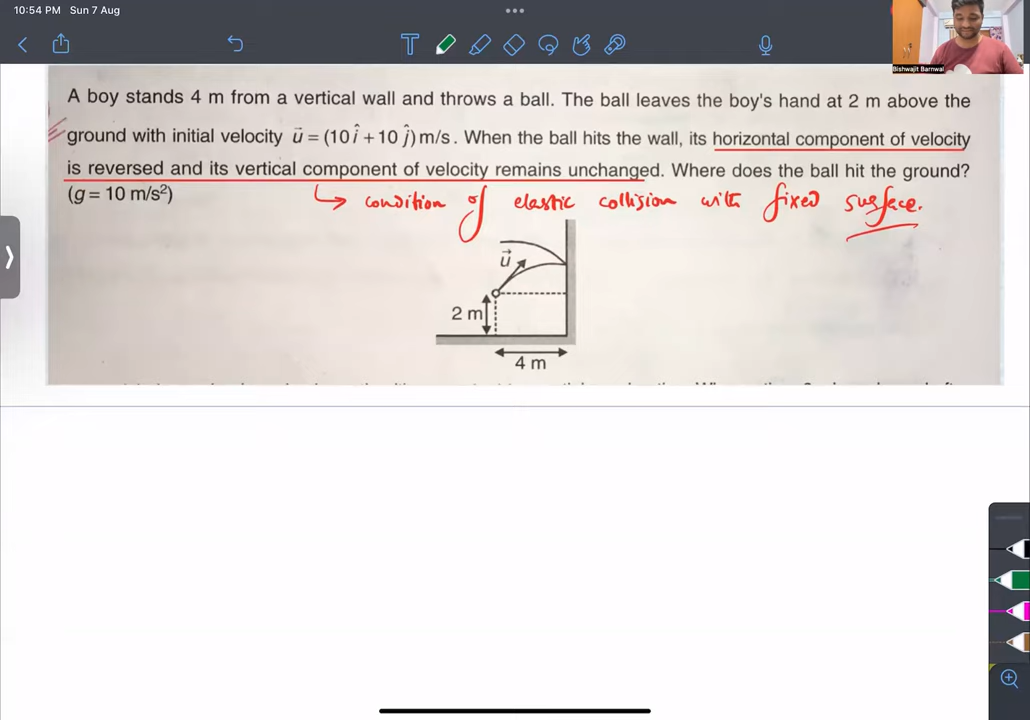 10:54 PM Sun 7 Aug
T
Bishwajit Barnwal
A boy stands 4 m from a vertical wall and throws a ball. The ball leaves the boy's hand at 2 m above the
ground with initial velocity u⃗ = (10 î + 10 ĵ) m/s. When the ball hits the wall, its horizontal component of velocity
is reversed and its vertical component of velocity remains unchanged. Where does the ball hit the ground?
(g = 10 m/s²)
↳ condition of elastic collision with fixed surface.
u⃗
2 m
4 m